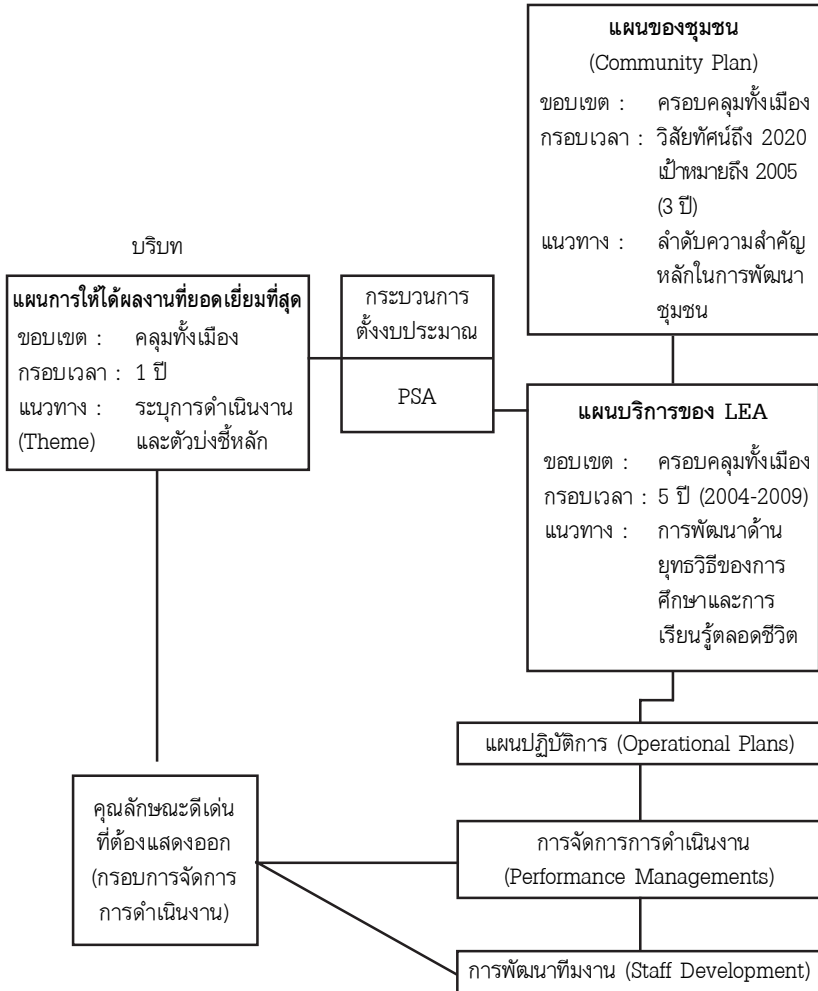 แผนของชุมชน
(Community Plan)
ขอบเขต : ครอบคลุมทั้งเมือง
กรอบเวลา : วิสัยทัศน์ถึง 2020
เป้าหมายถึง 2005
(3 ปี)
แนวทาง : ลำดับความสำคัญ
หลักในการพัฒนา
ชุมชน
บริบท
แผนการให้ได้ผลงานที่ยอดเยี่ยมที่สุด
ขอบเขต : คลุมทั้งเมือง
กรอบเวลา : 1 ปี
แนวทาง : ระบุการดำเนินงาน
(Theme) และตัวบ่งชี้หลัก
กระบวนการ
ตั้งงบประมาณ
PSA
แผนบริการของ LEA
ขอบเขต : ครอบคลุมทั้งเมือง
กรอบเวลา : 5 ปี (2004-2009)
แนวทาง : การพัฒนาด้าน
ยุทธวิธีของการ
ศึกษาและการ
เรียนรู้ตลอดชีวิต
แผนปฏิบัติการ (Operational Plans)
คุณลักษณะดีเด่น
ที่ต้องแสดงออก
(กรอบการจัดการ
การดำเนินงาน)
การจัดการการดำเนินงาน
(Performance Managements)
การพัฒนาทีมงาน (Staff Development)